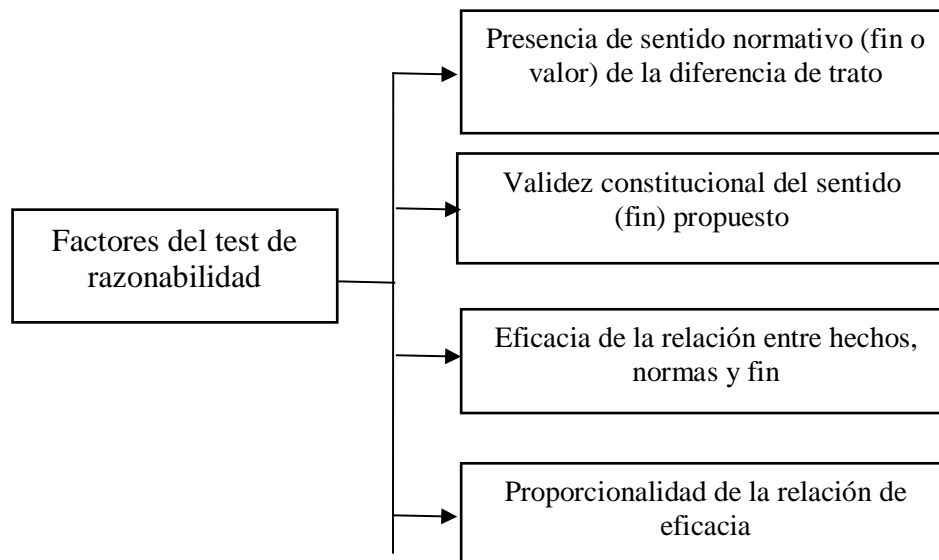 Presencia de sentido normativo (fin o
valor) de la diferencia de trato
Validez constitucional del sentido
(fin) propuesto
Factores del test de
razonabilidad
Eficacia de la relación entre hechos,
normas y fin
Proporcionalidad de la relación de
eficacia